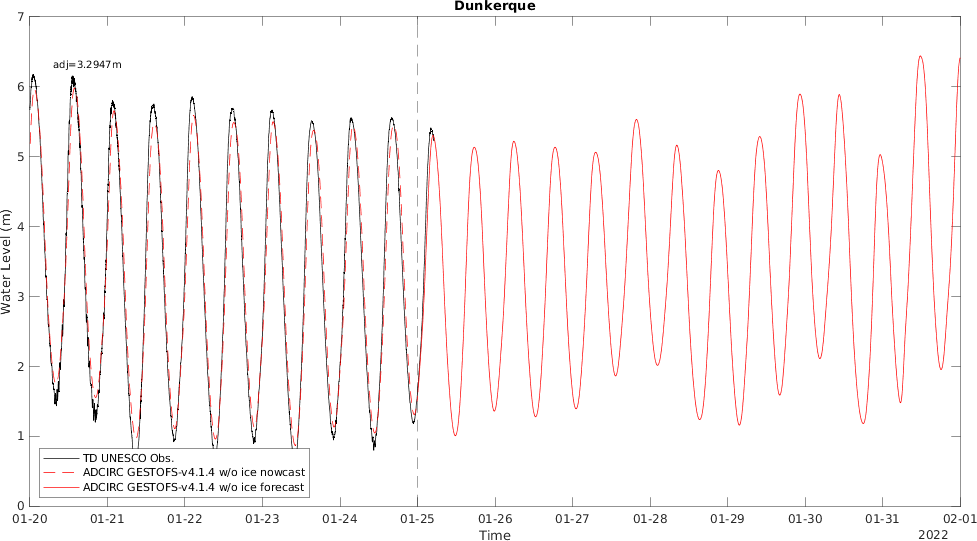 Dunkerque
adj=3.2947m
Water Level (m)
7
6
5
4
3
2
1
0
TD UNESCO Obs.
ADCIRC GESTOFS-v4.1.4 w/o ice nowcast
ADCIRC GESTOFS-v4.1.4 w/o ice forecast
01-20 01-21 01-22 01-23 01-24 01-25 01-26 01-27 01-28 01-29 01-30 01-31 02-01
Time
2022